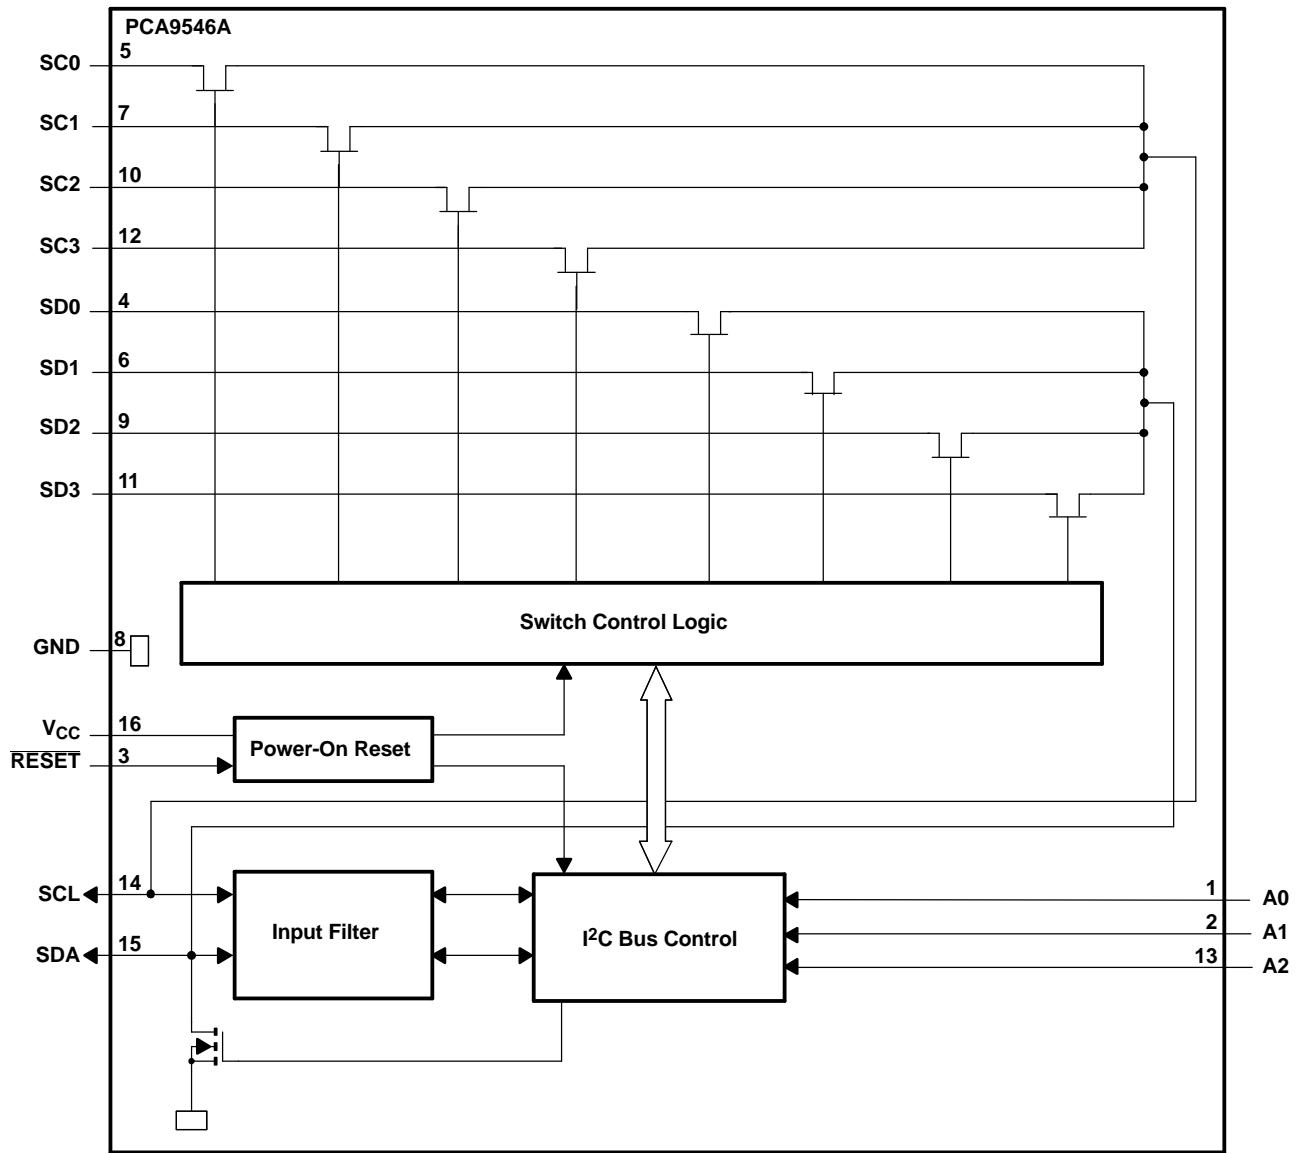 PCA9546A
SC0 5
SC1 7
SC2 10
SC3 12
SD0 4
SD1 6
SD2 9
SD3 11
Switch Control Logic
GND 8
VCC 16
RESET 3
Power-On Reset
SCL 14
SDA 15
Input Filter
I²C Bus Control
1 A0
2 A1
13 A2